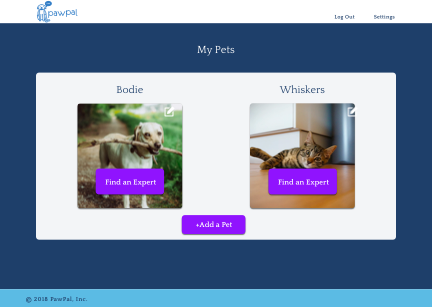 pawpal
Log Out Settings
My Pets
Bodie Whiskers
Find an Expert Find an Expert
+Add a Pet
© 2018 PawPal, Inc.